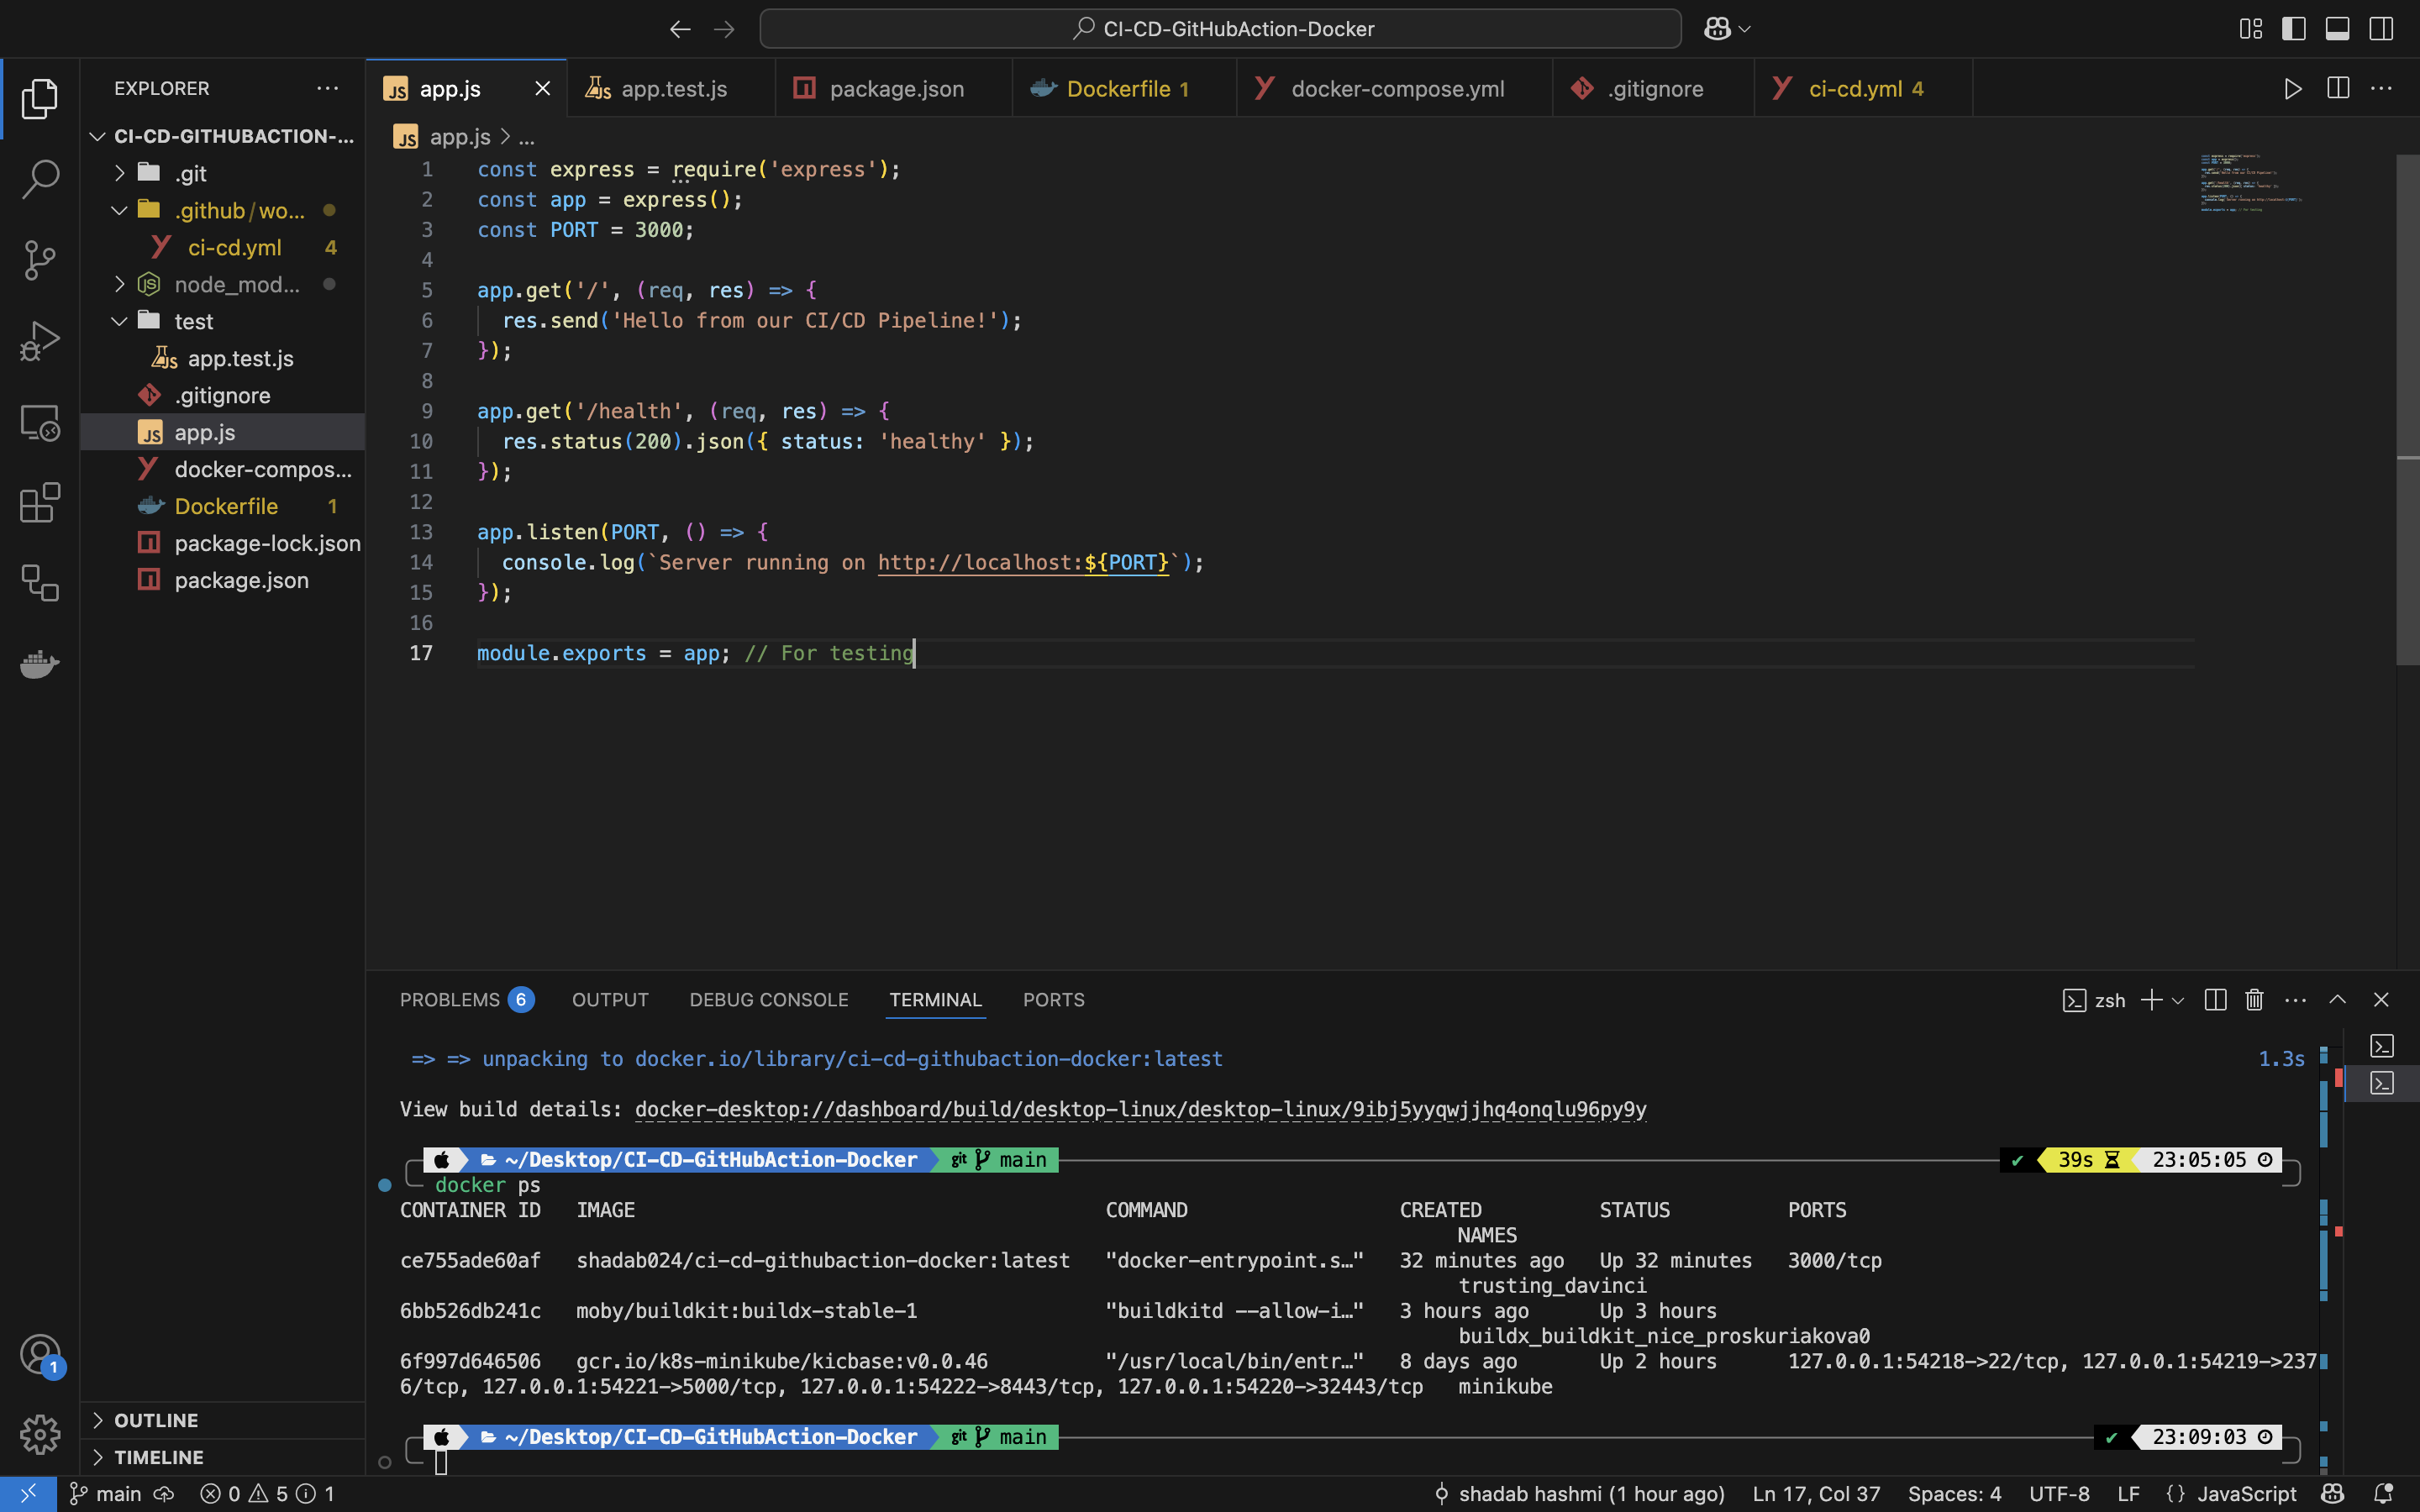 CI-CD-GitHubAction-Docker
EXPLORER
CI-CD-GITHUBACTION-...
.git
.github/wo...
ci-cd.yml 4
node_mod...
test
app.test.js
.gitignore
app.js
docker-compos...
Dockerfile 1
package-lock.json
package.json
OUTLINE
TIMELINE
app.js
app.test.js
package.json
Dockerfile 1
docker-compose.yml
.gitignore
ci-cd.yml 4
app.js > ...
1 const express = require('express');
2 const app = express();
3 const PORT = 3000;
4
5 app.get('/', (req, res) => {
6 res.send('Hello from our CI/CD Pipeline!');
7 });
8
9 app.get('/health', (req, res) => {
10 res.status(200).json({ status: 'healthy' });
11 });
12
13 app.listen(PORT, () => {
14 console.log(`Server running on http://localhost:${PORT}`);
15 });
16
17 module.exports = app; // For testing
PROBLEMS 6 OUTPUT DEBUG CONSOLE TERMINAL PORTS
zsh
=> => unpacking to docker.io/library/ci-cd-githubaction-docker:latest 1.3s
View build details: docker-desktop://dashboard/build/desktop-linux/desktop-linux/9ibj5yyqwjjhq4onqlu96py9y
~/Desktop/CI-CD-GitHubAction-Docker git main ✔ 39s 23:05:05
docker ps
CONTAINER ID IMAGE COMMAND CREATED STATUS PORTS
NAMES
ce755ade60af shadab024/ci-cd-githubaction-docker:latest "docker-entrypoint.s…" 32 minutes ago Up 32 minutes 3000/tcp
trusting_davinci
6bb526db241c moby/buildkit:buildx-stable-1 "buildkitd --allow-i…" 3 hours ago Up 3 hours
buildx_buildkit_nice_proskuriakova0
6f997d646506 gcr.io/k8s-minikube/kicbase:v0.0.46 "/usr/local/bin/entr…" 8 days ago Up 2 hours 127.0.0.1:54218->22/tcp, 127.0.0.1:54219->237
6/tcp, 127.0.0.1:54221->5000/tcp, 127.0.0.1:54222->8443/tcp, 127.0.0.1:54220->32443/tcp minikube
~/Desktop/CI-CD-GitHubAction-Docker git main ✔ 23:09:03
1
main 0 5 1
shadab hashmi (1 hour ago) Ln 17, Col 37 Spaces: 4 UTF-8 LF {} JavaScript